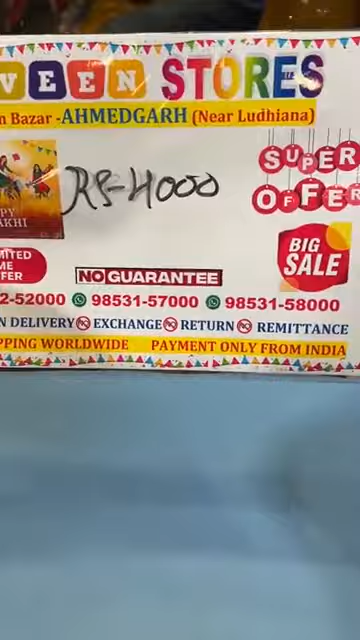 VEEN STORES
n Bazar -AHMEDGARH (Near Ludhiana)
SUPER
OFFER
RS-4000
PY
AKHI
BIG
SALE
MITED
ME
FER
NO GUARANTEE
2-52000 98531-57000 98531-58000
N DELIVERY EXCHANGE RETURN REMITTANCE
PPING WORLDWIDE PAYMENT ONLY FROM INDIA